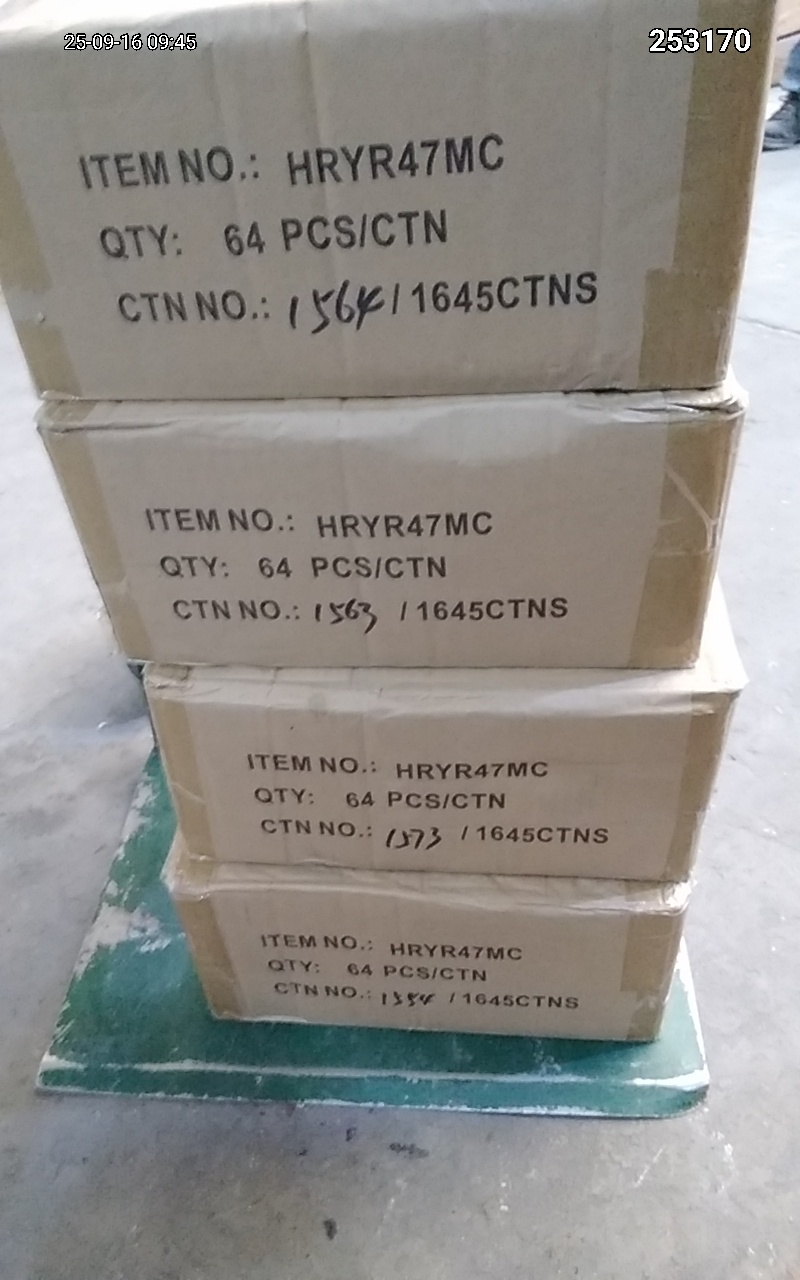 25-09-16 09:45
253170
ITEM NO.: HRYR47MC
QTY: 64 PCS/CTN
CTN NO.: 1564 / 1645CTNS
ITEM NO.: HRYR47MC
QTY: 64 PCS/CTN
CTN NO.: 1563 / 1645CTNS
ITEM NO.: HRYR47MC
QTY: 64 PCS/CTN
CTN NO.: 1573 / 1645CTNS
ITEM NO.: HRYR47MC
QTY: 64 PCS/CTN
CTN NO.: / 1645CTNS